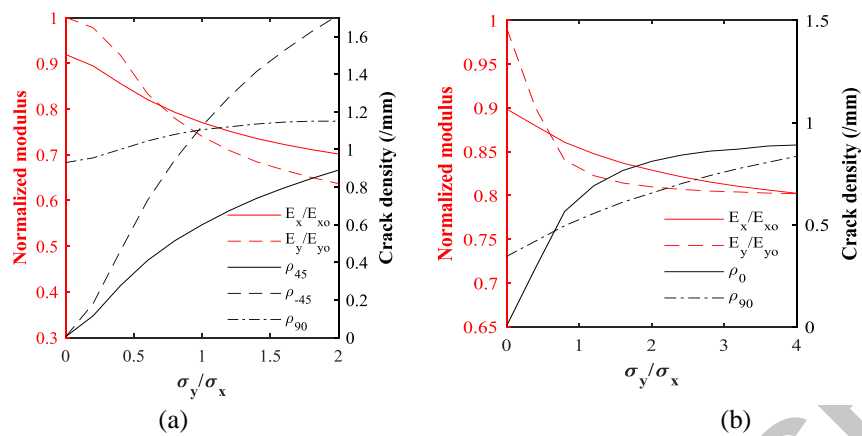 1
0.9
0.8
0.7
0.6
0.5
0.4
0.3
Normalized modulus
0
0.5
1
1.5
2
σy/σx
1.6
1.4
1.2
1
0.8
0.6
0.4
0.2
0
Crack density (/mm)
Ex/Exo
Ey/Eyo
ρ45
ρ-45
ρ90
(a)
1
0.95
0.9
0.85
0.8
0.75
0.7
0.65
Normalized modulus
0
1
2
3
4
σy/σx
1.5
1
0.5
0
Crack density (/mm)
Ex/Exo
Ey/Eyo
ρ0
ρ90
(b)